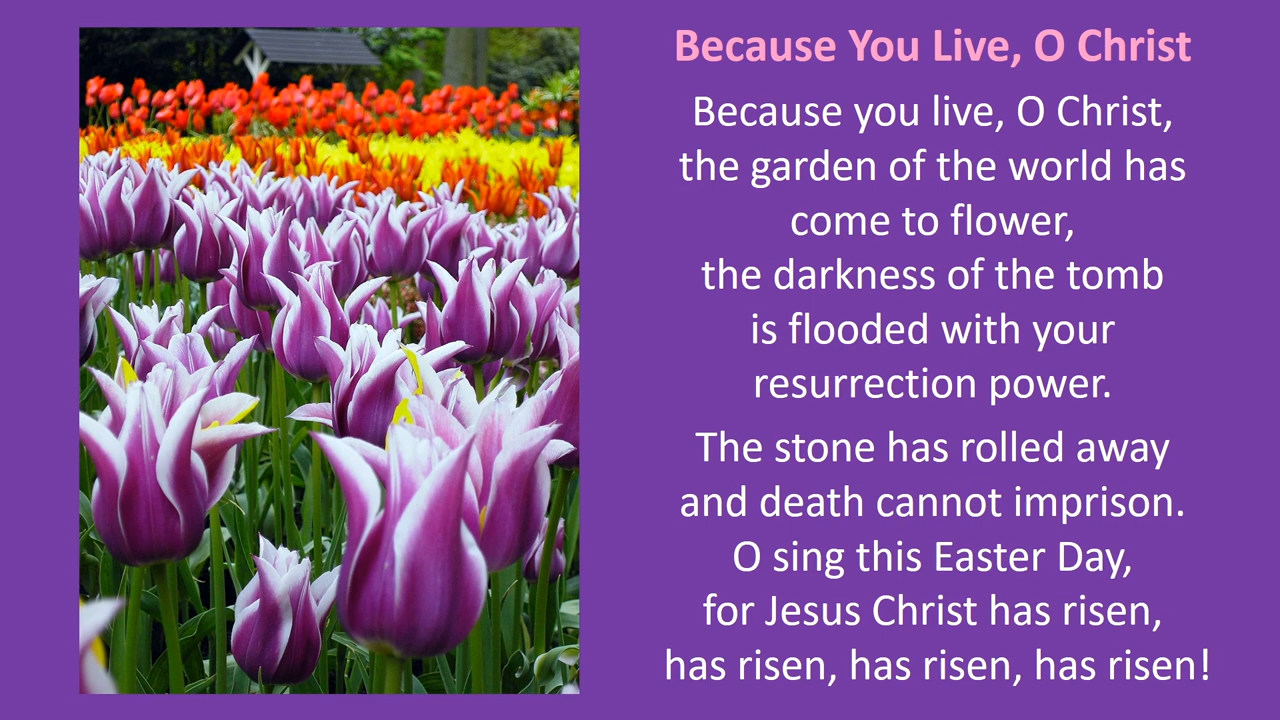 Because You Live, O Christ
Because you live, O Christ,
the garden of the world has
come to flower,
the darkness of the tomb
is flooded with your
resurrection power.
The stone has rolled away
and death cannot imprison.
O sing this Easter Day,
for Jesus Christ has risen,
has risen, has risen, has risen!